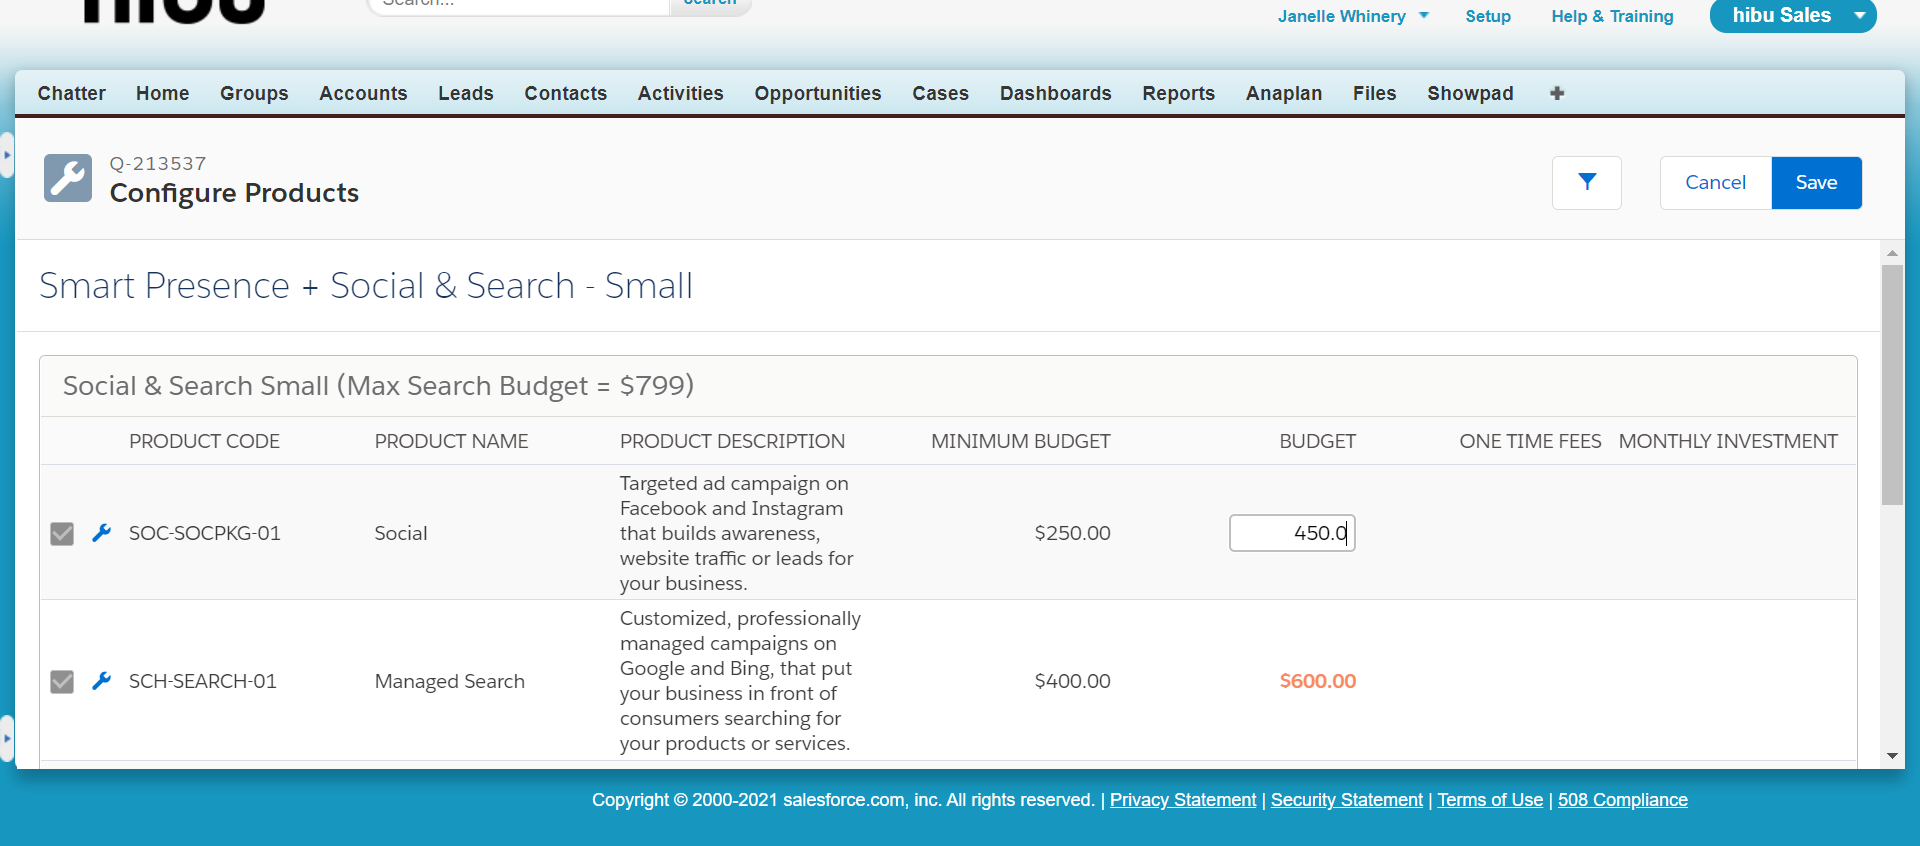 hibu
Search...
Search
Janelle Whinery
Setup
Help & Training
hibu Sales
Chatter Home Groups Accounts Leads Contacts Activities Opportunities Cases Dashboards Reports Anaplan Files Showpad
Q-213537
Configure Products
Cancel
Save
Smart Presence + Social & Search - Small
Social & Search Small (Max Search Budget = $799)
PRODUCT CODE PRODUCT NAME PRODUCT DESCRIPTION MINIMUM BUDGET BUDGET ONE TIME FEES MONTHLY INVESTMENT
SOC-SOCPKG-01
Social
Targeted ad campaign on
Facebook and Instagram
that builds awareness,
website traffic or leads for
your business.
$250.00
450.0
SCH-SEARCH-01
Managed Search
Customized, professionally
managed campaigns on
Google and Bing, that put
your business in front of
consumers searching for
your products or services.
$400.00
$600.00
Copyright © 2000-2021 salesforce.com, inc. All rights reserved. | Privacy Statement | Security Statement | Terms of Use | 508 Compliance